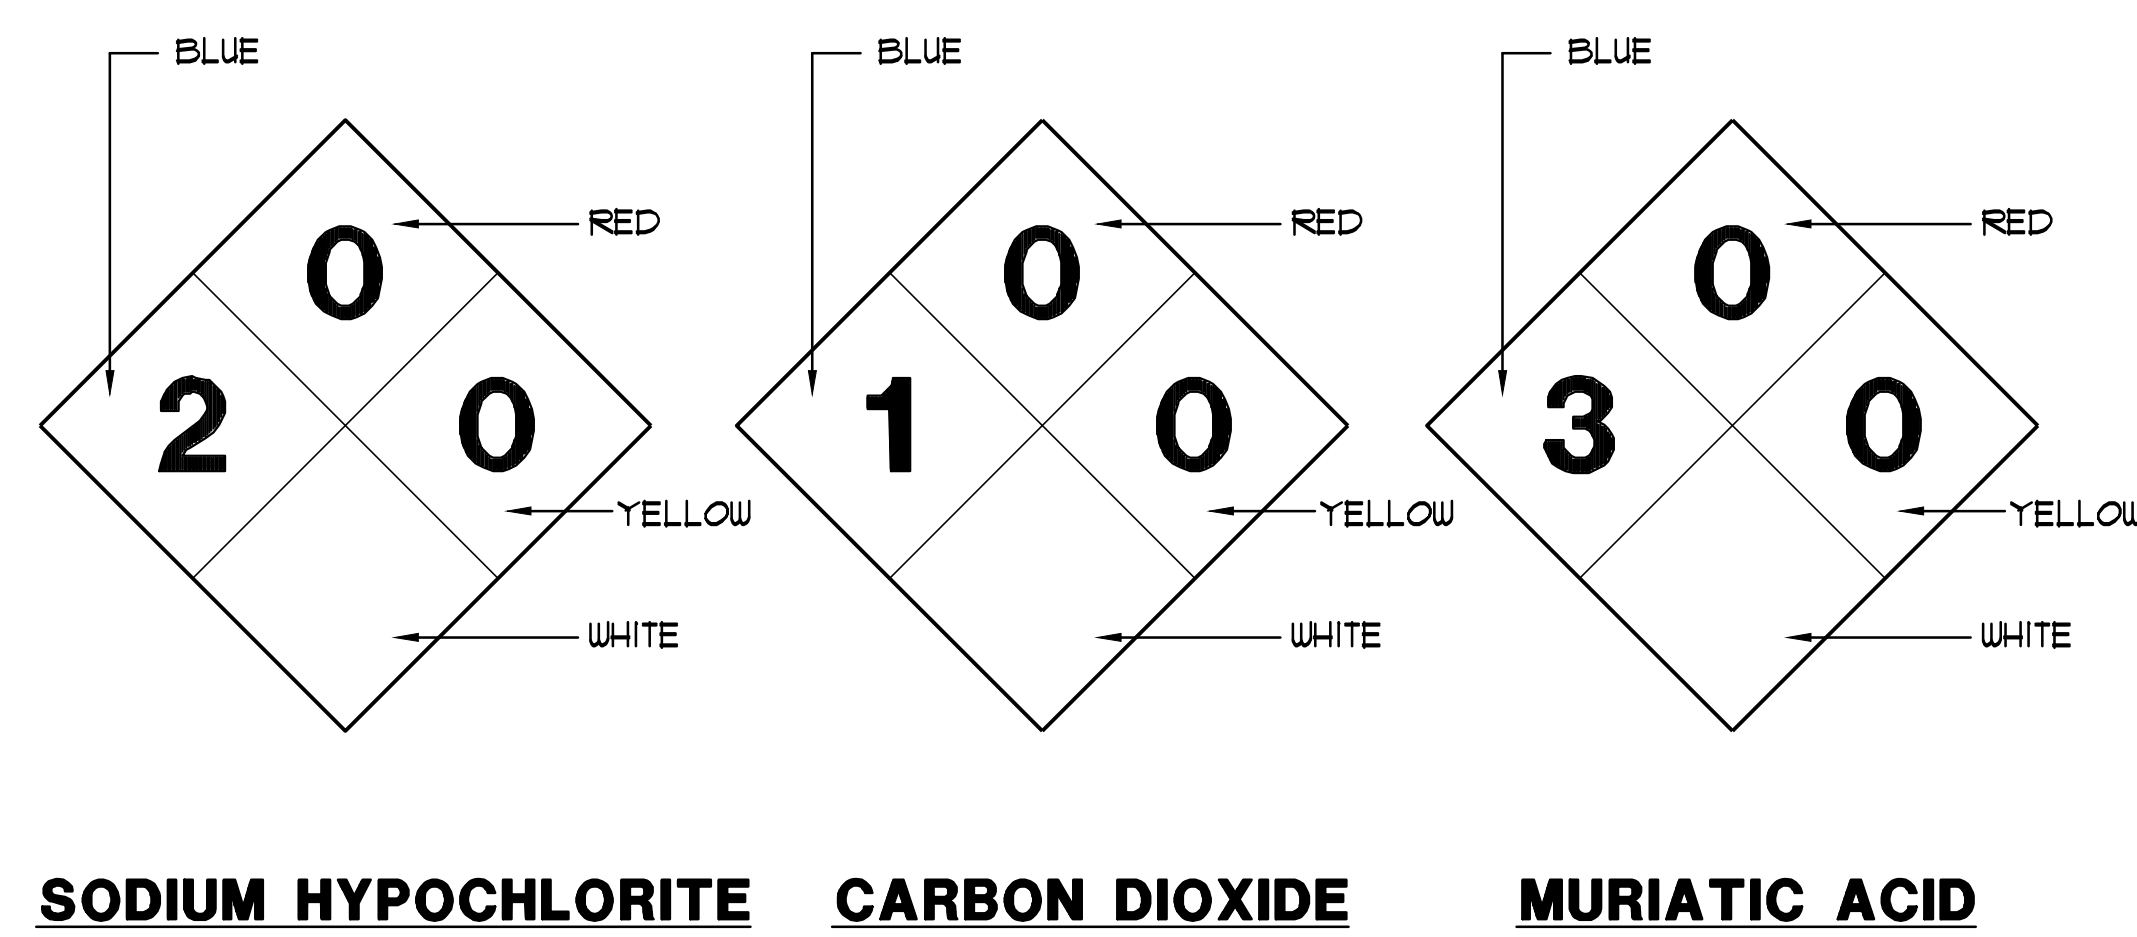 BLUE
RED
0
2
0
YELLOW
WHITE
SODIUM HYPOCHLORITE
BLUE
RED
0
1
0
YELLOW
WHITE
CARBON DIOXIDE
BLUE
RED
0
3
0
YELLOW
WHITE
MURIATIC ACID